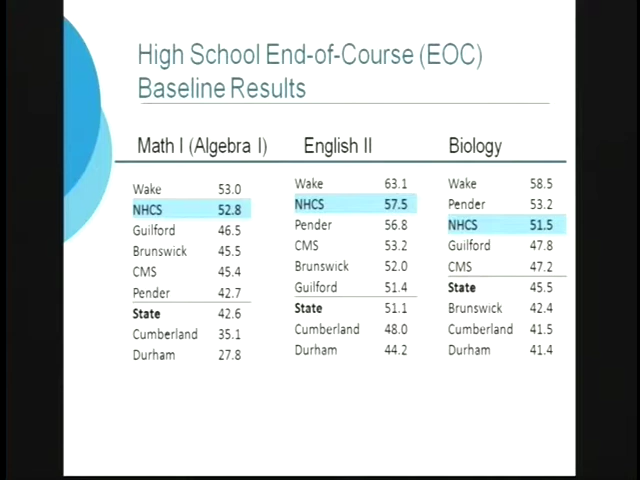 High School End-of-Course (EOC)
Baseline Results
Math I (Algebra I)
Wake 53.0
NHCS 52.8
Guilford 46.5
Brunswick 45.5
CMS 45.4
Pender 42.7
State 42.6
Cumberland 35.1
Durham 27.8
English II
Wake 63.1
NHCS 57.5
Pender 56.8
CMS 53.2
Brunswick 52.0
Guilford 51.4
State 51.1
Cumberland 48.0
Durham 44.2
Biology
Wake 58.5
Pender 53.2
NHCS 51.5
Guilford 47.8
CMS 47.2
State 45.5
Brunswick 42.4
Cumberland 41.5
Durham 41.4